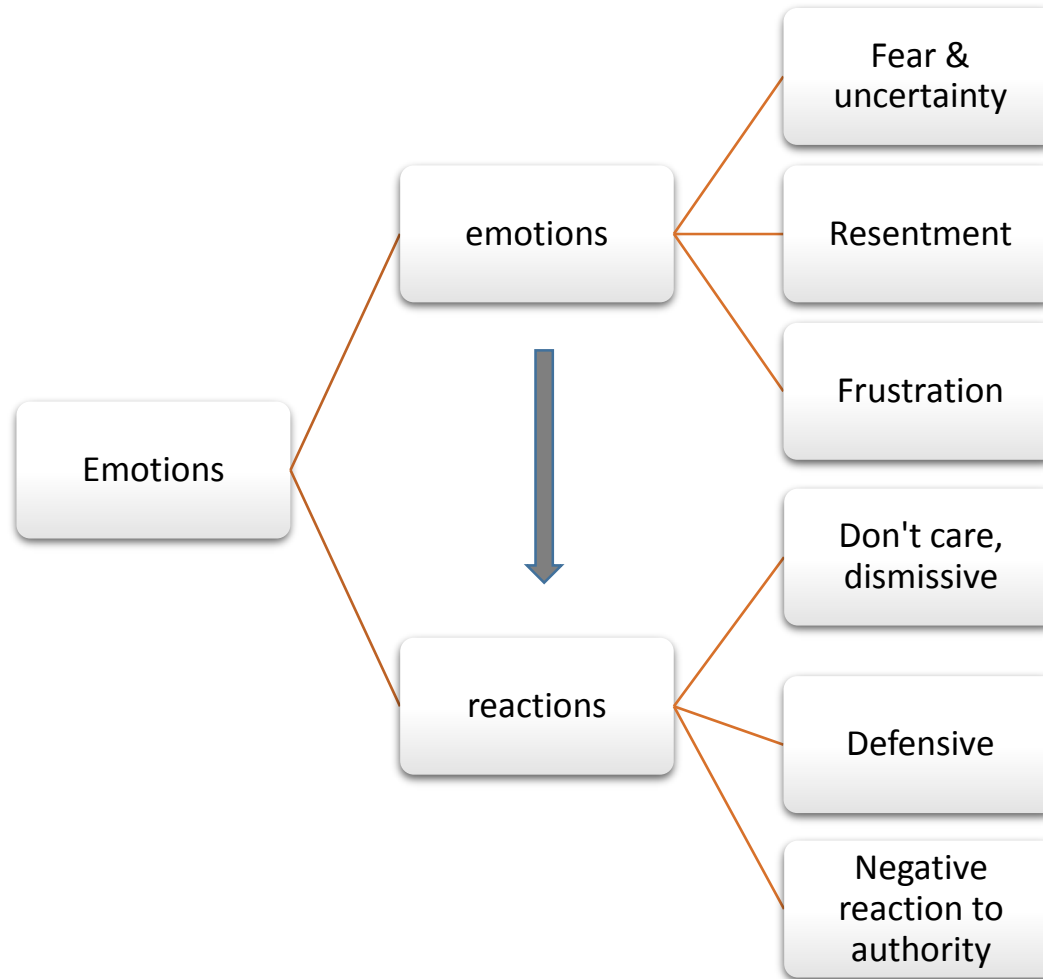 Emotions
emotions
Fear &
uncertainty
Resentment
Frustration
reactions
Don't care,
dismissive
Defensive
Negative
reaction to
authority